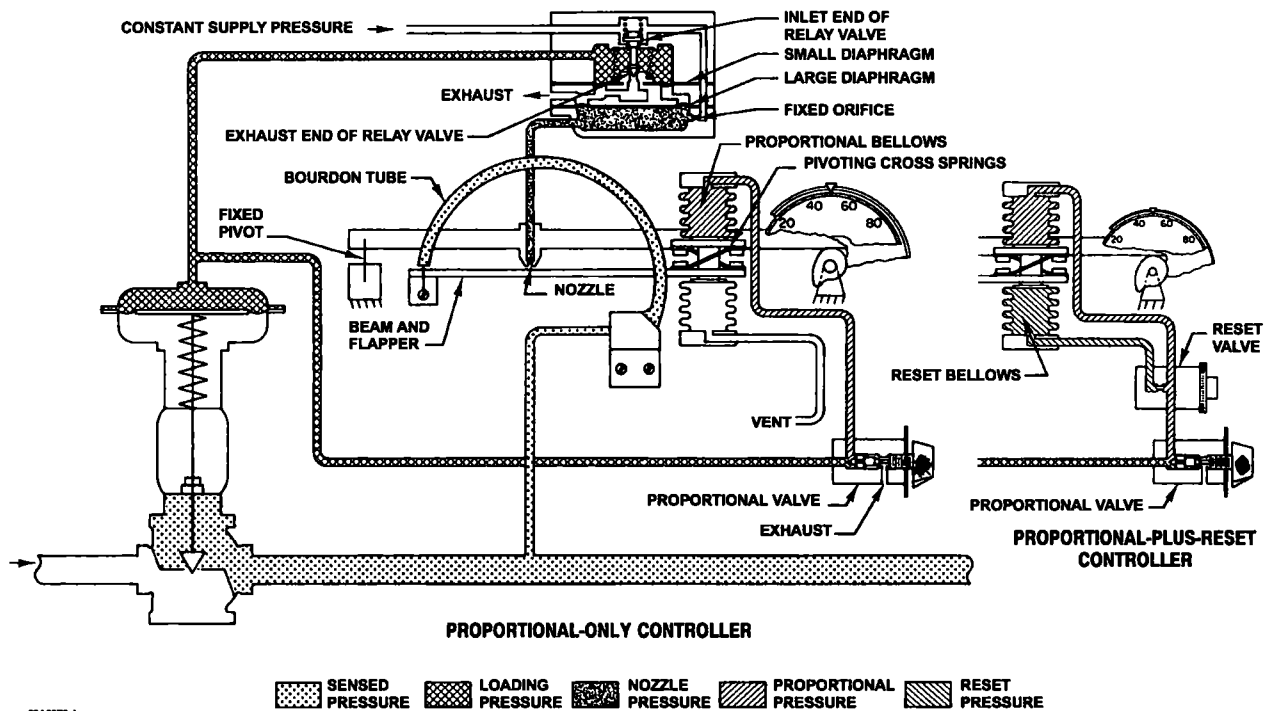 CONSTANT SUPPLY PRESSURE
INLET END OF
RELAY VALVE
SMALL DIAPHRAGM
LARGE DIAPHRAGM
EXHAUST
FIXED ORIFICE
EXHAUST END OF RELAY VALVE
PROPORTIONAL BELLOWS
PIVOTING CROSS SPRINGS
BOURDON TUBE
FIXED
PIVOT
20 40 60 80
20 40 60 80
NOZZLE
BEAM AND
FLAPPER
RESET
VALVE
RESET BELLOWS
VENT
PROPORTIONAL VALVE
EXHAUST
PROPORTIONAL VALVE
PROPORTIONAL-PLUS-RESET
CONTROLLER
PROPORTIONAL-ONLY CONTROLLER
SENSED
PRESSURE
LOADING
PRESSURE
NOZZLE
PRESSURE
PROPORTIONAL
PRESSURE
RESET
PRESSURE